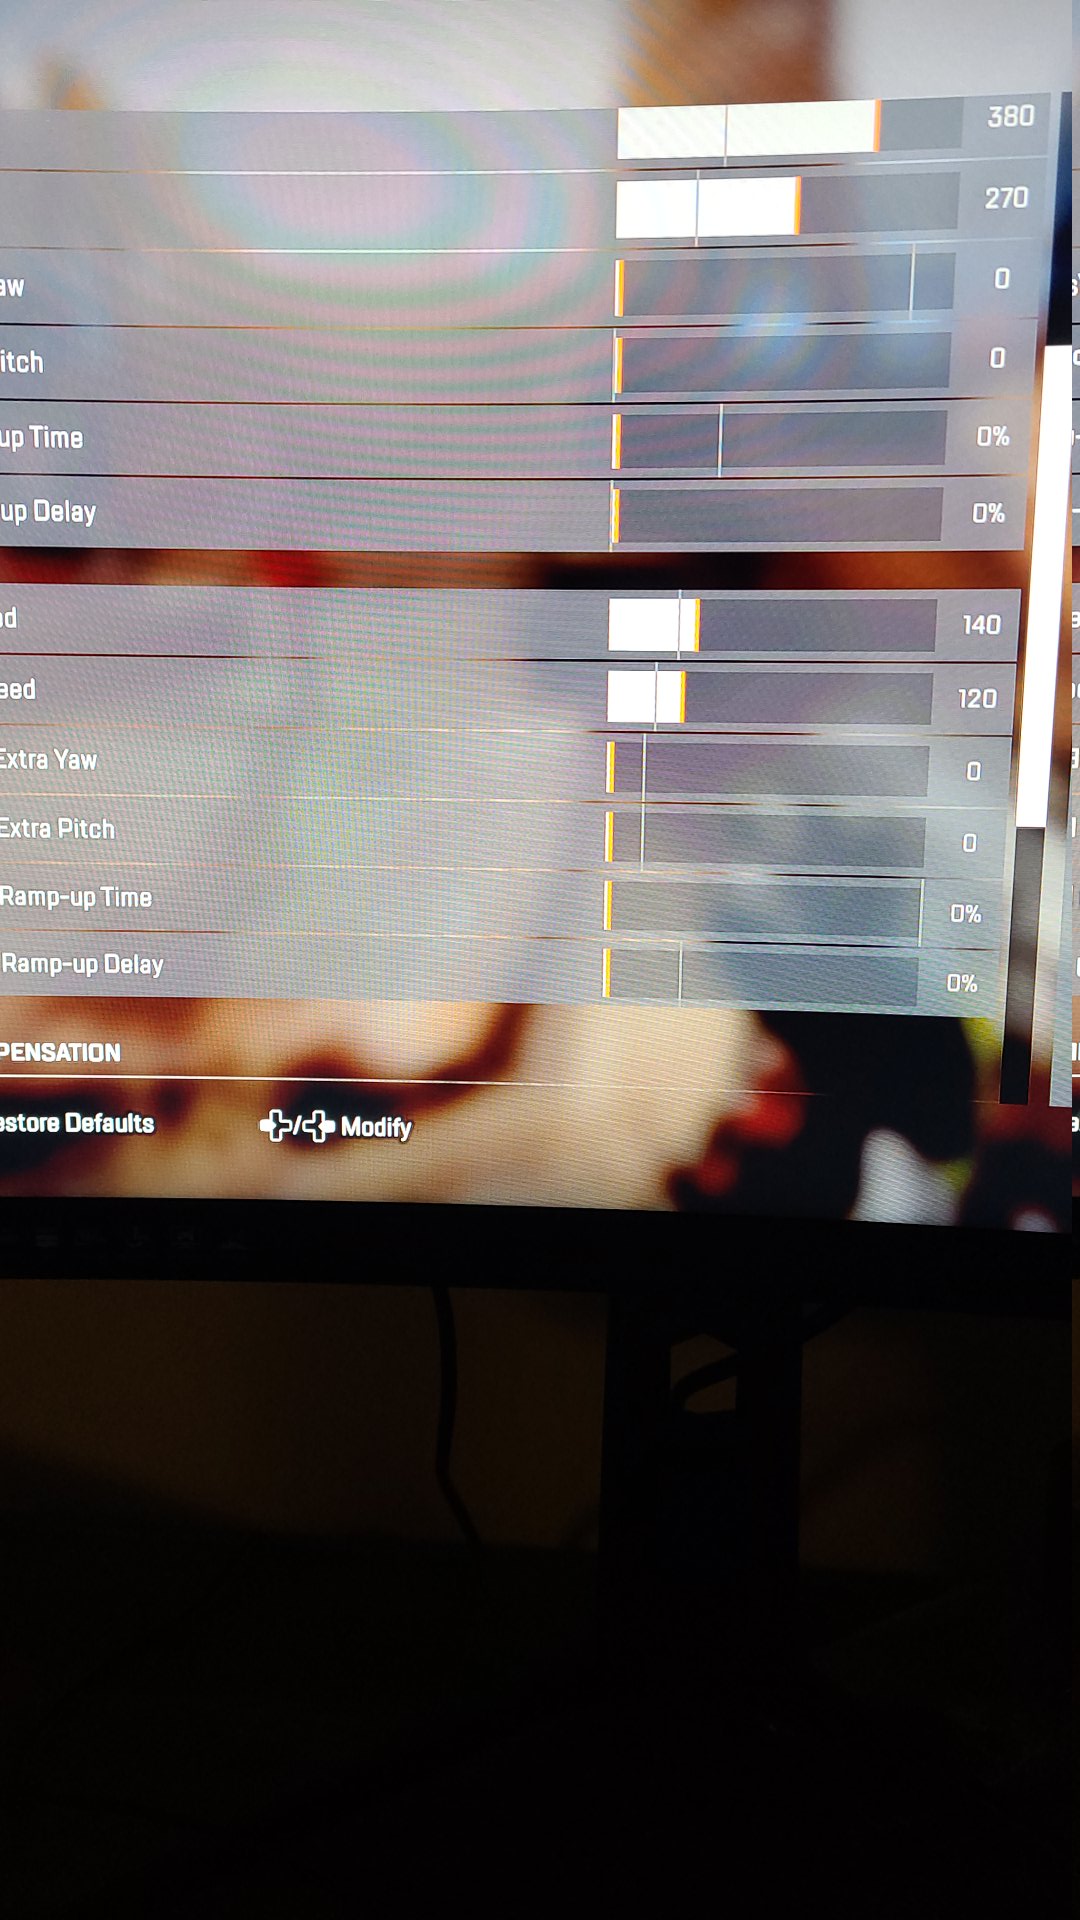 380
270
aw 0
itch 0
up Time 0%
up Delay 0%
d 140
eed 120
Extra Yaw 0
Extra Pitch 0
Ramp-up Time 0%
Ramp-up Delay 0%
PENSATION
estore Defaults / Modify